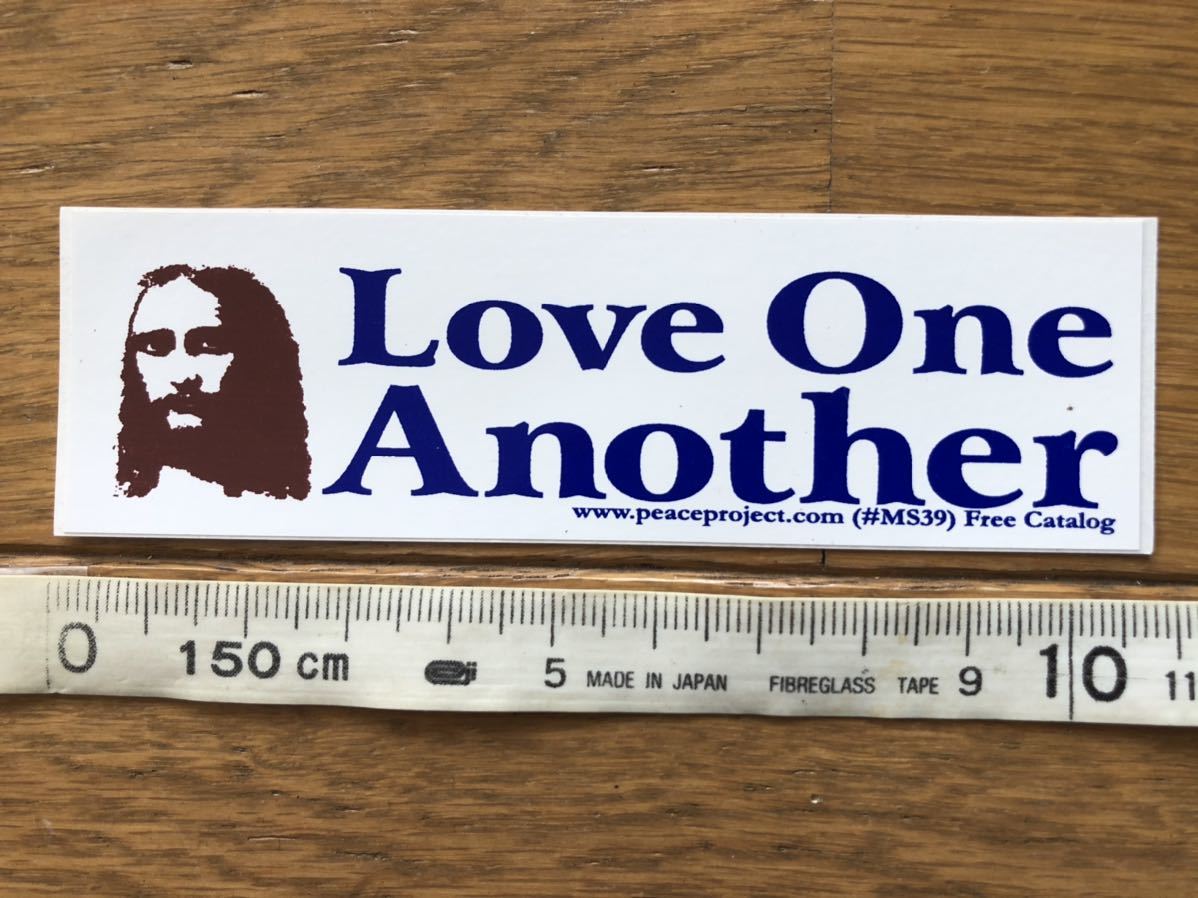 Love One
Another
www.peaceproject.com (#MS39) Free Catalog
0 150 cm 5 MADE IN JAPAN FIBREGLASS TAPE 9 10 11